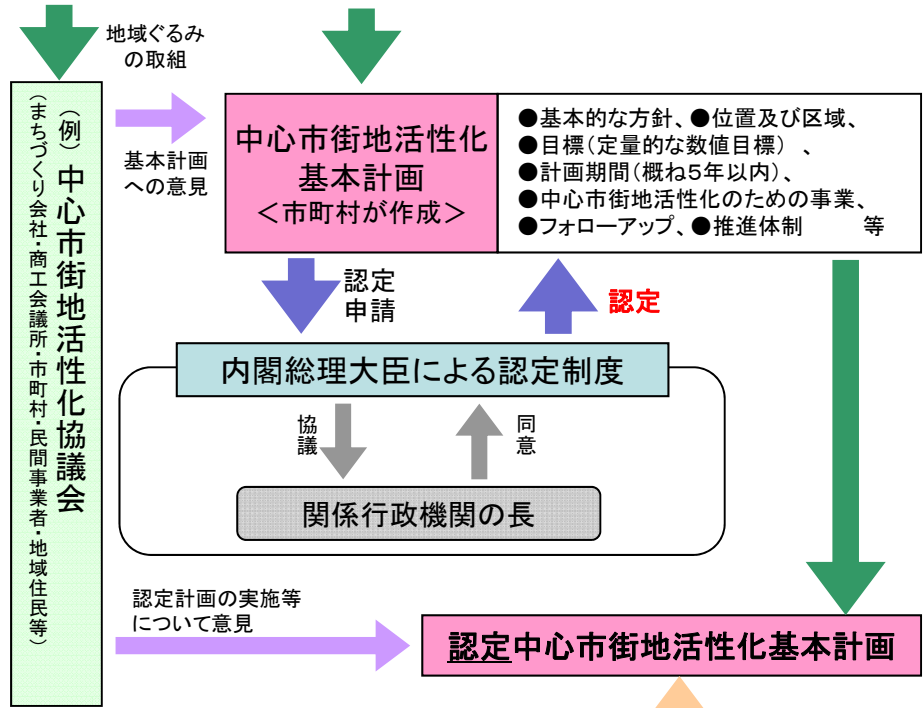 地域ぐるみ
の取組
中心市街地活性化協議会
(例)
(まちづくり会社・商工会議所・市町村・民間事業者・地域住民等)
基本計画
への意見
中心市街地活性化
基本計画
<市町村が作成>
●基本的な方針、●位置及び区域、
●目標(定量的な数値目標) 、
●計画期間(概ね5年以内)、
●中心市街地活性化のための事業、
●フォローアップ、●推進体制 等
認定
申請
認定
内閣総理大臣による認定制度
協議
同意
関係行政機関の長
認定計画の実施等
について意見
認定中心市街地活性化基本計画